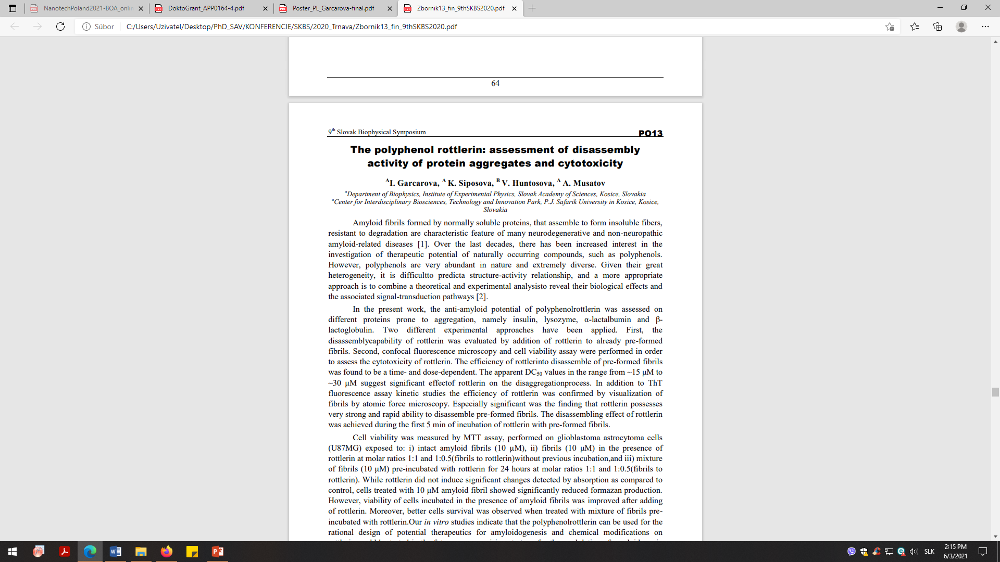 NanotechPoland2021-BOA_onlin
DoktoGrant_APP0164-4.pdf
Poster_PL_Garcarova-final.pdf
Zbornik13_fin_9thSKBS2020.pdf
Súbor
C:/Users/Uzivatel/Desktop/PhD_SAV/KONFERENCIE/SKBS/2020_Trnava/Zbornik13_fin_9thSKBS2020.pdf
64
9th Slovak Biophysical Symposium PO13
The polyphenol rottlerin: assessment of disassembly
activity of protein aggregates and cytotoxicity
AI. Garcarova, A K. Siposova, B V. Huntosova, A A. Musatov
aDepartment of Biophysics, Institute of Experimental Physics, Slovak Academy of Sciences, Kosice, Slovakia
aCenter for Interdisciplinary Biosciences, Technology and Innovation Park, P.J. Safarik University in Kosice, Kosice,
Slovakia
Amyloid fibrils formed by normally soluble proteins, that assemble to form insoluble fibers,
resistant to degradation are characteristic feature of many neurodegenerative and non-neuropathic
amyloid-related diseases [1]. Over the last decades, there has been increased interest in the
investigation of therapeutic potential of naturally occurring compounds, such as polyphenols.
However, polyphenols are very abundant in nature and extremely diverse. Given their great
heterogeneity, it is difficultto predicta structure-activity relationship, and a more appropriate
approach is to combine a theoretical and experimental analysisto reveal their biological effects and
the associated signal-transduction pathways [2].
In the present work, the anti-amyloid potential of polyphenolrottlerin was assessed on
different proteins prone to aggregation, namely insulin, lysozyme, α-lactalbumin and β-
lactoglobulin. Two different experimental approaches have been applied. First, the
disassemblycapability of rottlerin was evaluated by addition of rottlerin to already pre-formed
fibrils. Second, confocal fluorescence microscopy and cell viability assay were performed in order
to assess the cytotoxicity of rottlerin. The efficiency of rottlerinto disassemble of pre-formed fibrils
was found to be a time- and dose-dependent. The apparent DC50 values in the range from ~15 μM to
~30 μM suggest significant effectof rottlerin on the disaggregationprocess. In addition to ThT
fluorescence assay kinetic studies the efficiency of rottlerin was confirmed by visualization of
fibrils by atomic force microscopy. Especially significant was the finding that rottlerin possesses
very strong and rapid ability to disassemble pre-formed fibrils. The disassembling effect of rottlerin
was achieved during the first 5 min of incubation of rottlerin with pre-formed fibrils.
Cell viability was measured by MTT assay, performed on glioblastoma astrocytoma cells
(U87MG) exposed to: i) intact amyloid fibrils (10 μM), ii) fibrils (10 μM) in the presence of
rottlerin at molar ratios 1:1 and 1:0.5(fibrils to rottlerin)without previous incubation,and iii) mixture
of fibrils (10 μM) pre-incubated with rottlerin for 24 hours at molar ratios 1:1 and 1:0.5(fibrils to
rottlerin). While rottlerin did not induce significant changes detected by absorption as compared to
control, cells treated with 10 μM amyloid fibril showed significantly reduced formazan production.
However, viability of cells incubated in the presence of amyloid fibrils was improved after adding
of rottlerin. Moreover, better cells survival was observed when treated with mixture of fibrils pre-
incubated with rottlerin.Our in vitro studies indicate that the polyphenolrottlerin can be used for the
rational design of potential therapeutics for amyloidogenesis and chemical modifications on
SLK
2:15 PM
6/3/2021